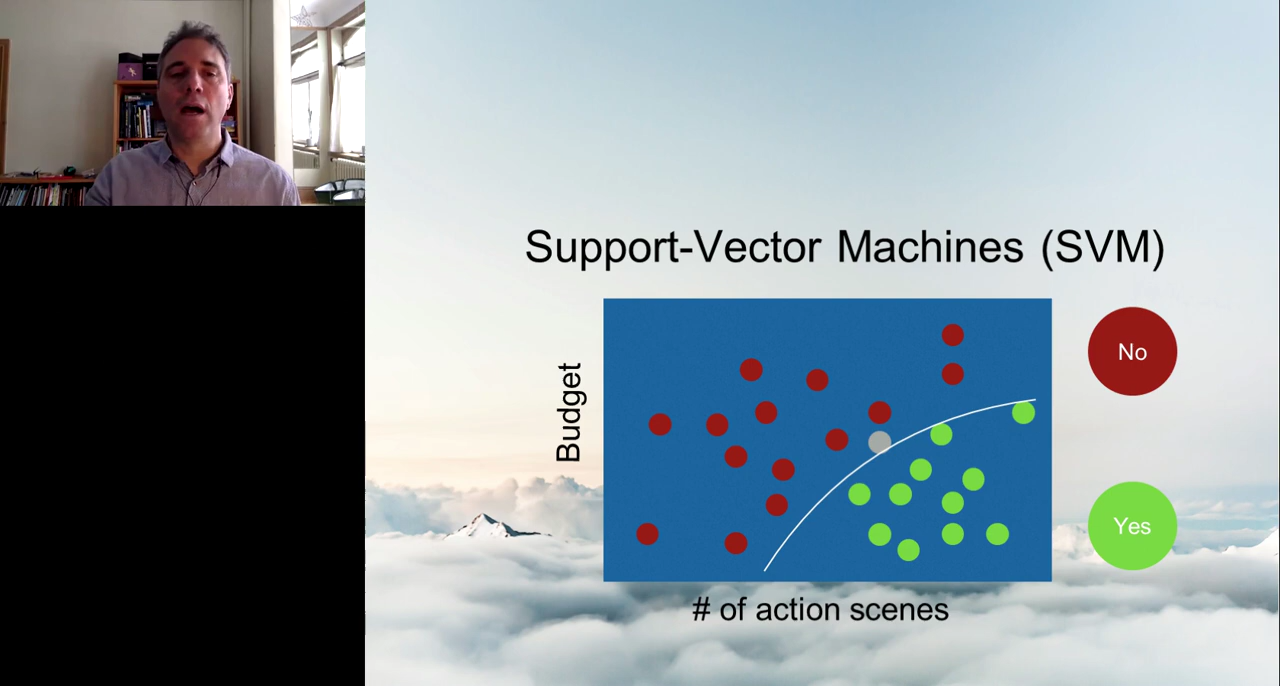 Support-Vector Machines (SVM)
Budget
No
Yes
# of action scenes